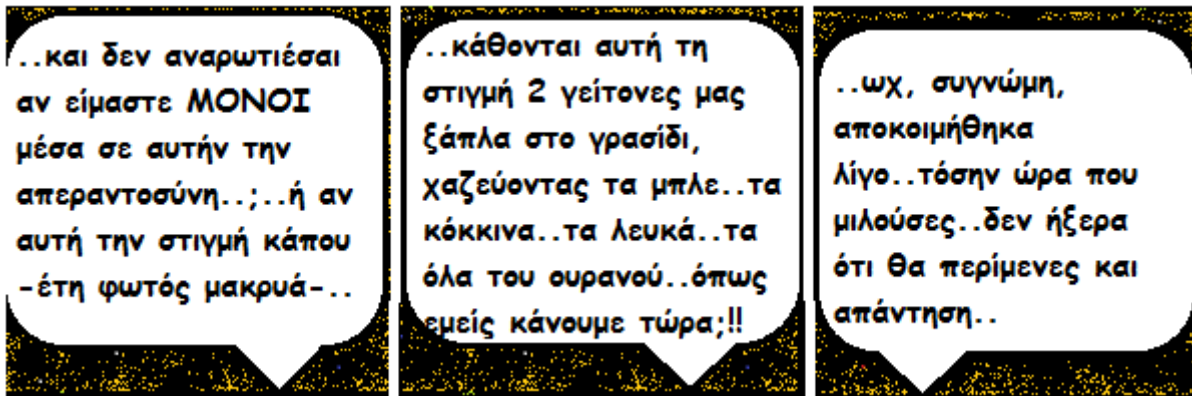 ..και δεν αναρωτιέσαι
αν είμαστε ΜΟΝΟΙ
μέσα σε αυτήν την
απεραντοσύνη..;..ή αν
αυτή την στιγμή κάπου
-έτη φωτός μακρυά-..
..κάθονται αυτή τη
στιγμή 2 γείτονες μας
ξάπλα στο γρασίδι,
χαζεύοντας τα μπλε..τα
κόκκινα..τα λευκά..τα
όλα του ουρανού..όπως
εμείς κάνουμε τώρα;!!
..ωχ, συγνώμη,
αποκοιμήθηκα
λίγο..τόσην ώρα που
μιλούσες..δεν ήξερα
ότι θα περίμενες και
απάντηση..